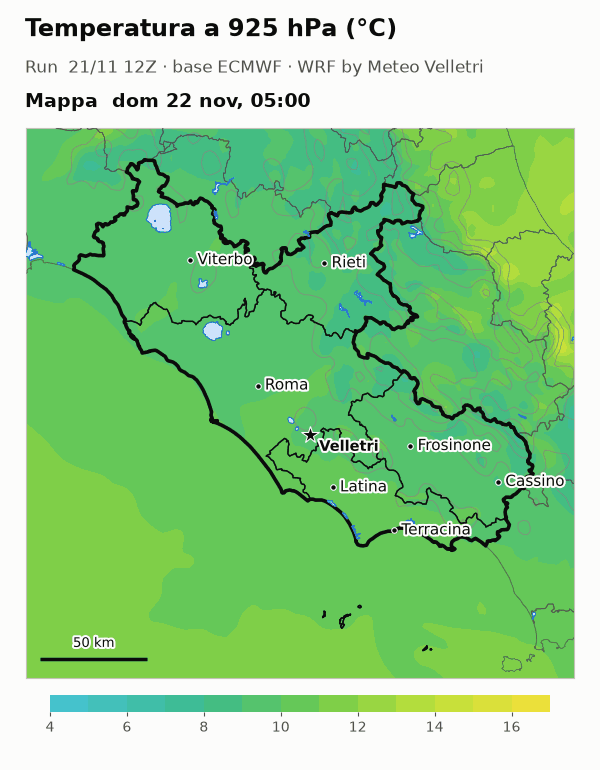 Temperatura a 925 hPa (°C)
Run  21/11 12Z · base ECMWF · WRF by Meteo Velletri
Mappa  dom 22 nov, 05:00
Viterbo
Rieti
Roma
Velletri
Frosinone
Latina
Cassino
Terracina
50 km
4 6 8 10 12 14 16